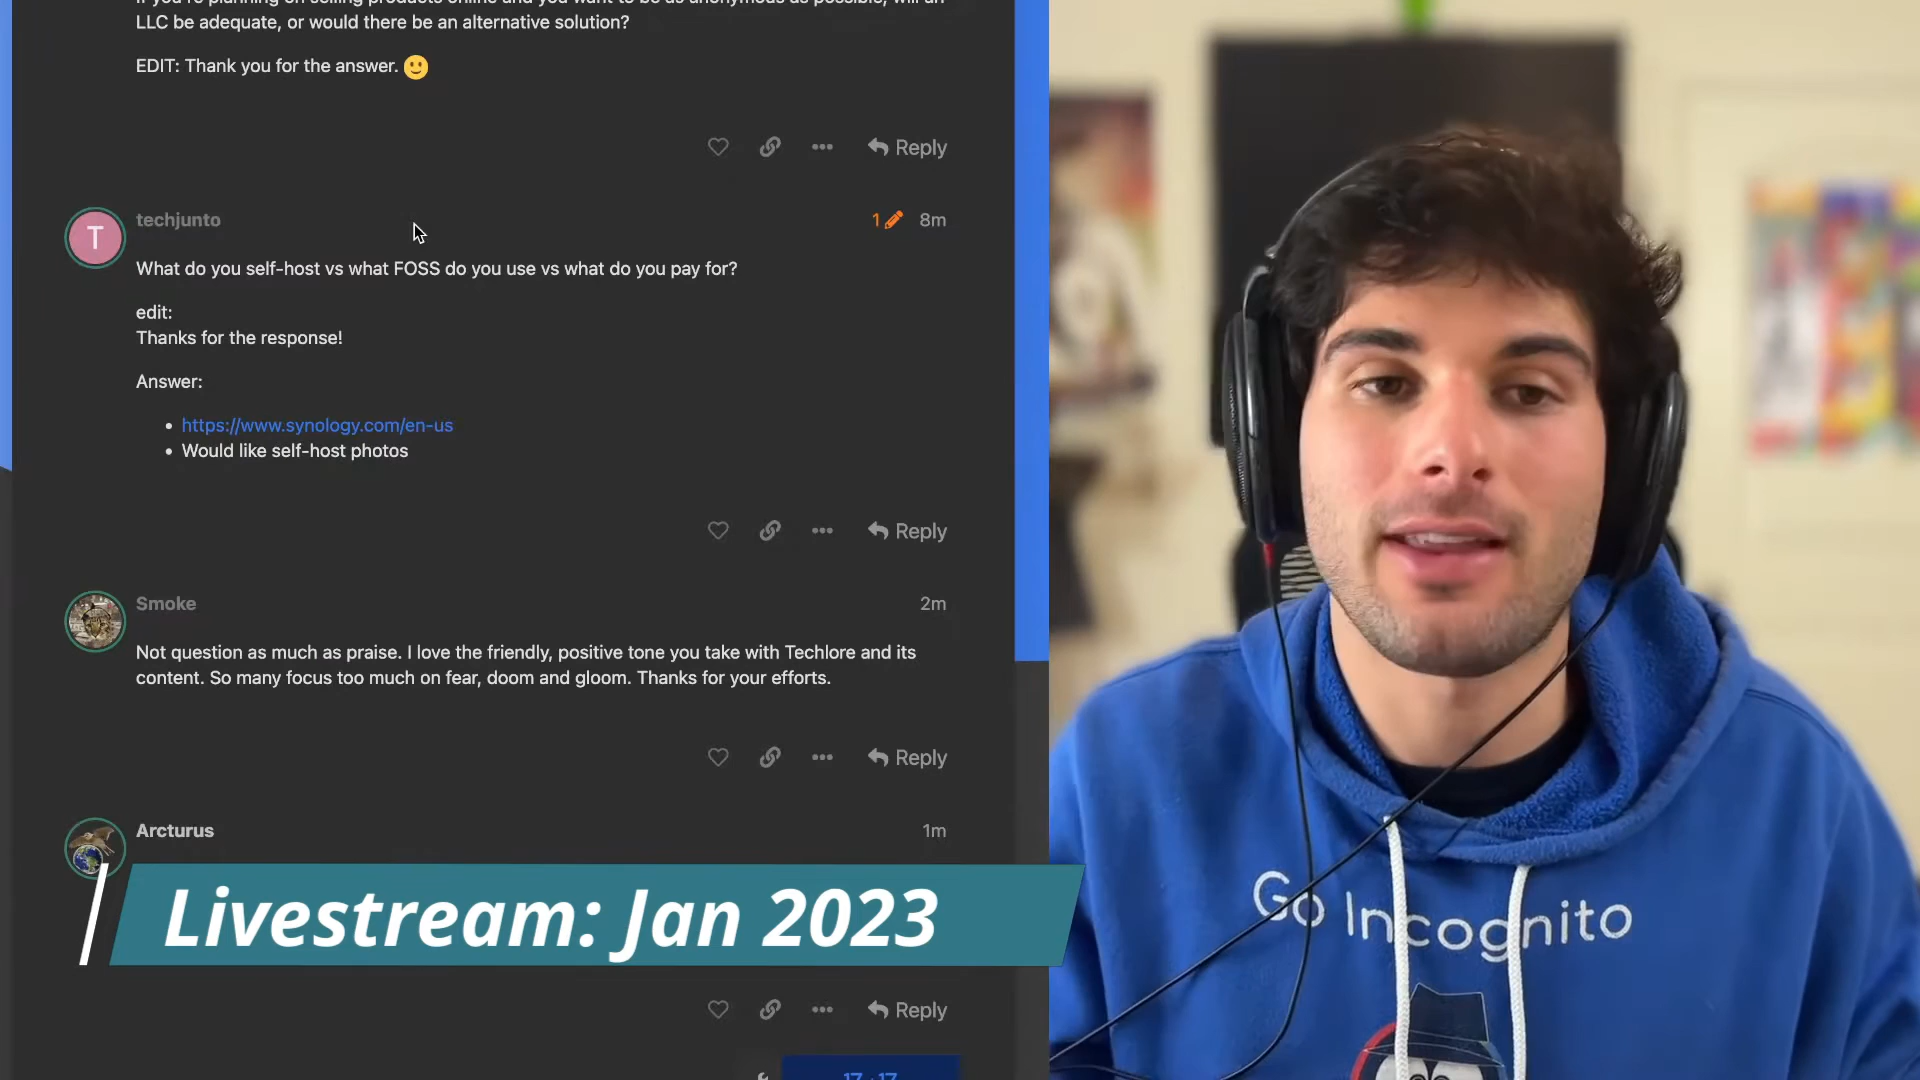 LLC be adequate, or would there be an alternative solution?
EDIT: Thank you for the answer.
Reply
T
techjunto
1
8m
What do you self-host vs what FOSS do you use vs what do you pay for?
edit:
Thanks for the response!
Answer:
• https://www.synology.com/en-us
• Would like self-host photos
Reply
Smoke
2m
Not question as much as praise. I love the friendly, positive tone you take with Techlore and its
content. So many focus too much on fear, doom and gloom. Thanks for your efforts.
Reply
Arcturus
1m
Livestream: Jan 2023
Reply
Go Incognito